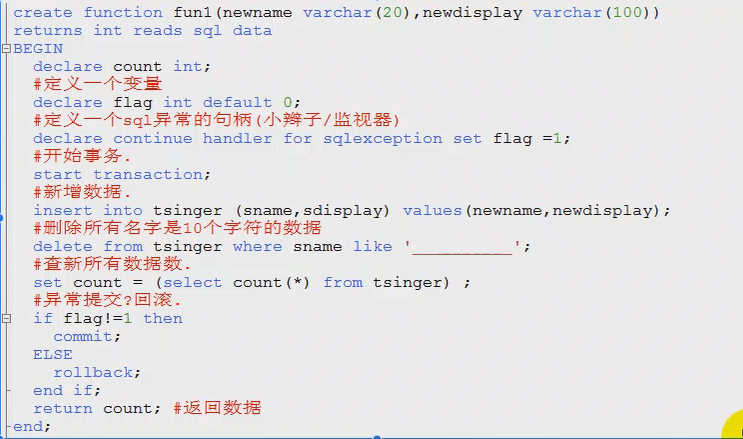 create function fun1(newname varchar(20),newdisplay varchar(100))
returns int reads sql data
BEGIN
declare count int;
#定义一个变量
declare flag int default 0;
#定义一个sql异常的句柄(小辫子/监视器)
declare continue handler for sqlexception set flag =1;
#开始事务.
start transaction;
#新增数据.
insert into tsinger (sname,sdisplay) values(newname,newdisplay);
#删除所有名字是10个字符的数据
delete from tsinger where sname like '__________';
#查新所有数据数.
set count = (select count(*) from tsinger) ;
#异常提交?回滚.
if flag!=1 then
commit;
ELSE
rollback;
end if;
return count; #返回数据
end;